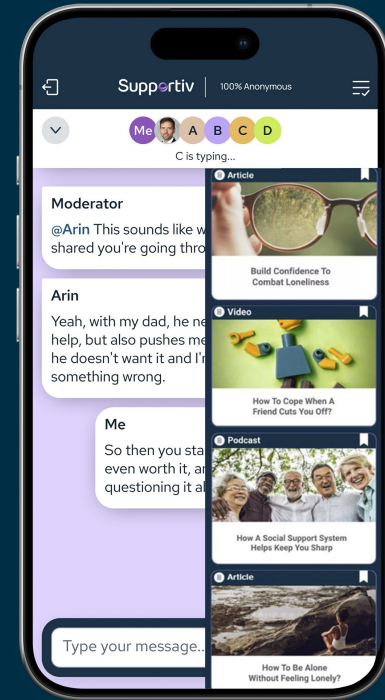 Supportiv
100% Anonymous
Me A B C D
C is typing...
Moderator
@Arin This sounds like w
shared you're going thro
Arin
Yeah, with my dad, he ne
help, but also pushes me
he doesn't want it and I'r
something wrong.
Me
So then you sta
even worth it, ar
questioning it al
Type your message..
Article
Build Confidence To
Combat Loneliness
Video
How To Cope When A
Friend Cuts You Off?
Podcast
How A Social Support System
Helps Keep You Sharp
Article
How To Be Alone
Without Feeling Lonely?